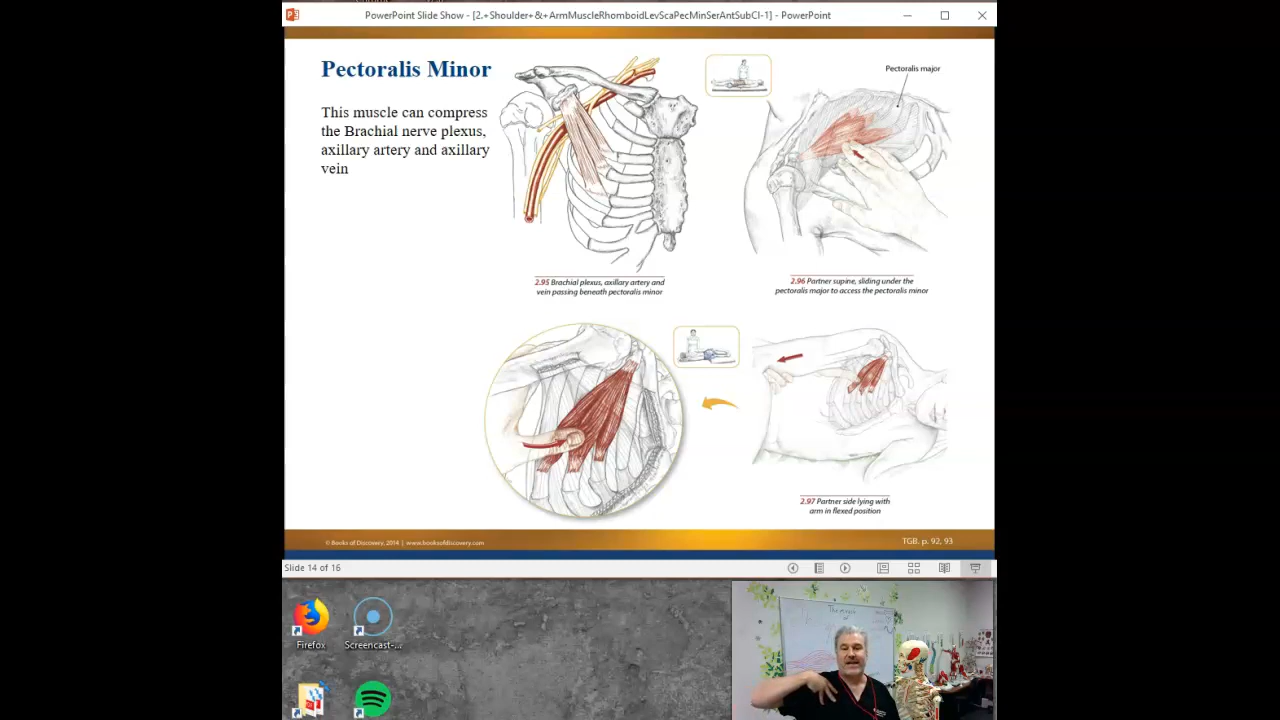 PowerPoint Slide Show - [2.+Shoulder+&+ArmMuscleRhomboidLevScaPecMinSerAntSubCl-1] - PowerPoint
Pectoralis Minor
This muscle can compress
the Brachial nerve plexus,
axillary artery and axillary
vein
Pectoralis major
2.95 Brachial plexus, axillary artery and
vein passing beneath pectoralis minor
2.96 Partner supine, sliding under the
pectoralis major to access the pectoralis minor
2.97 Partner side lying with
arm in flexed position
© Books of Discovery, 2014 | www.booksofdiscovery.com
TGB. p. 92, 93
Slide 14 of 16
Firefox
Screencast-...